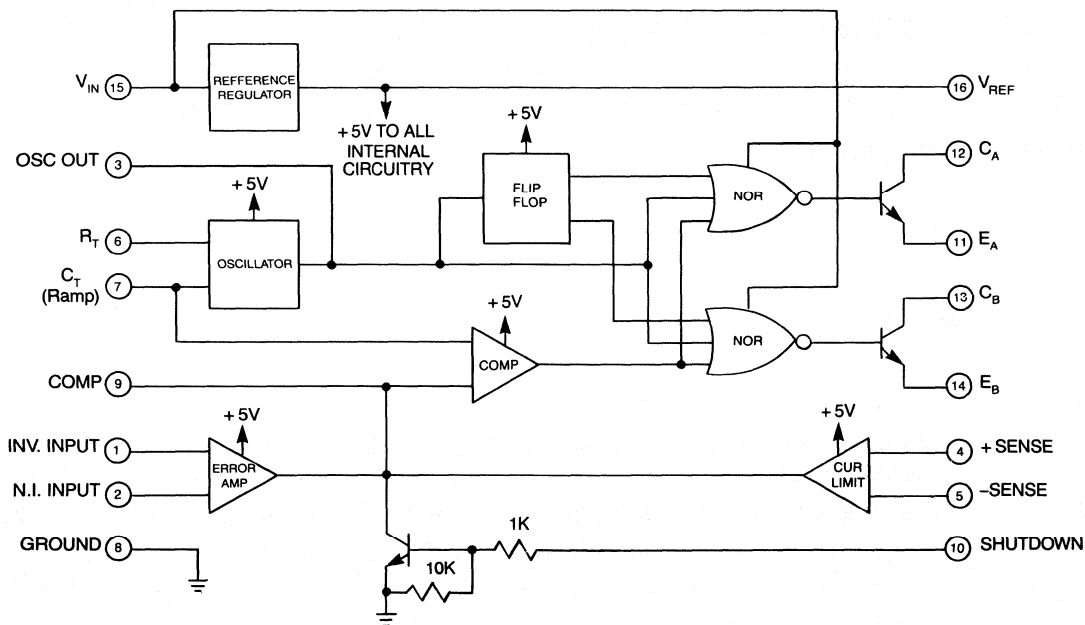 V_IN 15
REFFERENCE
REGULATOR
16 V_REF
+5V TO ALL
INTERNAL
CIRCUITRY
OSC OUT 3
+5V
FLIP
FLOP
NOR
12 C_A
11 E_A
+5V
R_T 6
OSCILLATOR
C_T
(Ramp) 7
+5V
COMP
NOR
13 C_B
14 E_B
COMP 9
+5V
INV. INPUT 1
ERROR
AMP
N.I. INPUT 2
+5V
CUR
LIMIT
4 +SENSE
5 –SENSE
GROUND 8
1K
10 SHUTDOWN
10K